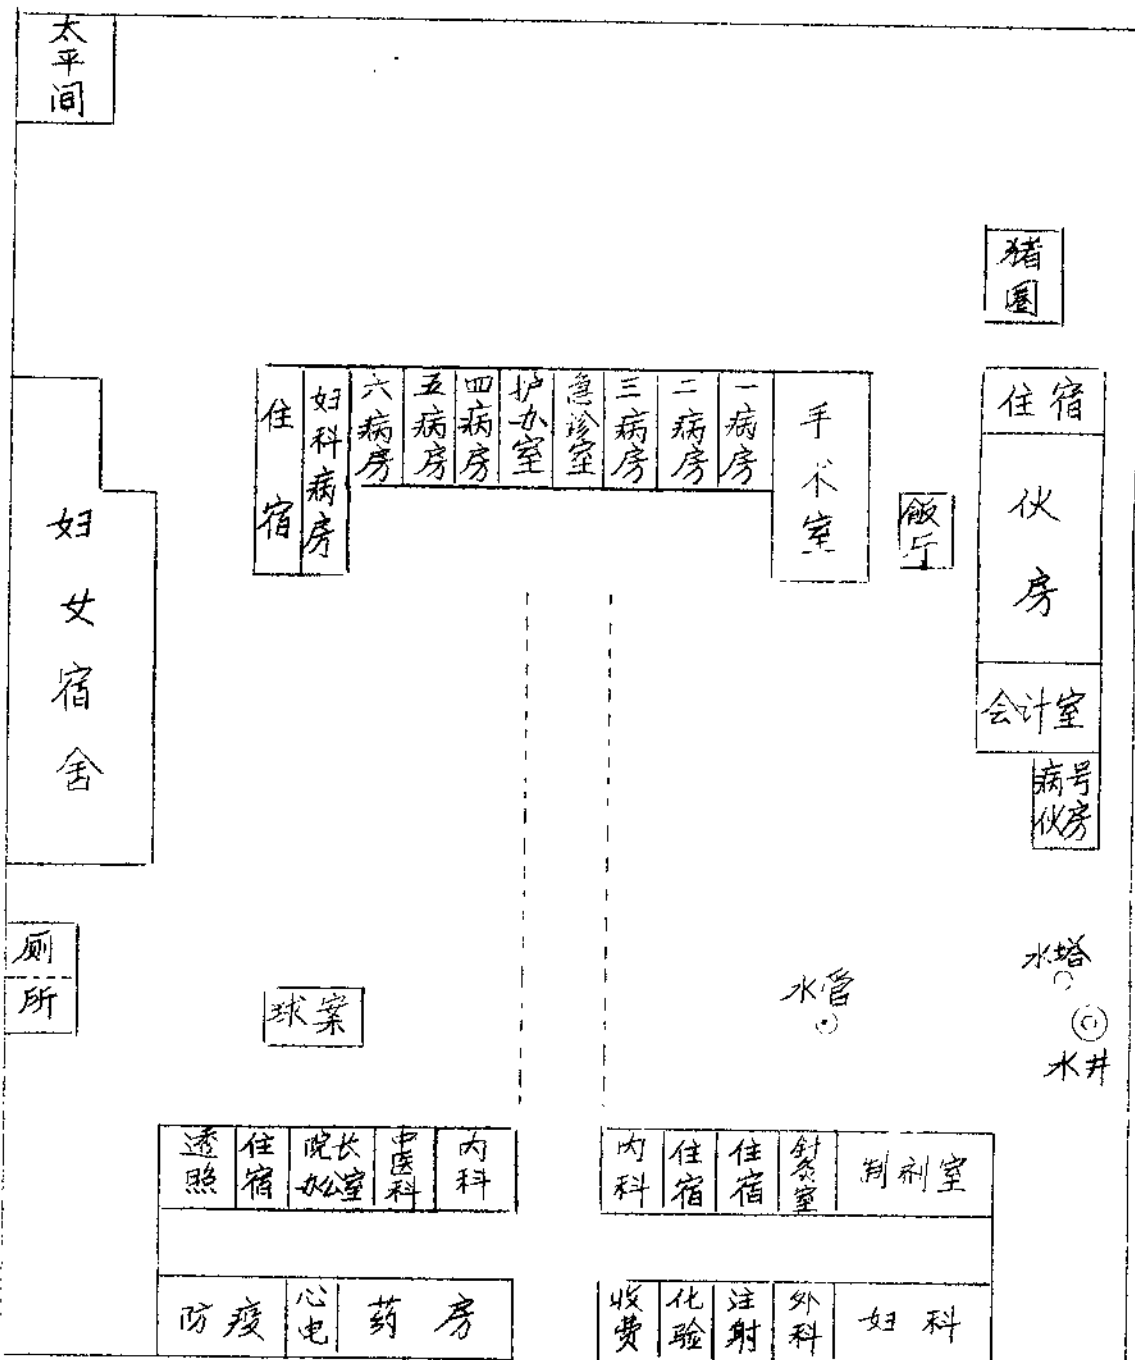 太平间
猪圈
住宿
妇科病房
六病房
五病房
四病房
护办室
急诊室
三病房
二病房
一病房
手术室
饭厅
住宿
伙房
会计室
病号伙房
妇女宿舍
厕所
球案
水管
水塔
水井
透照
住宿
院长办公室
中医科
内科
内科
住宿
住宿
针灸室
制剂室
防疫
心电
药房
收费
化验
注射
外科
妇科